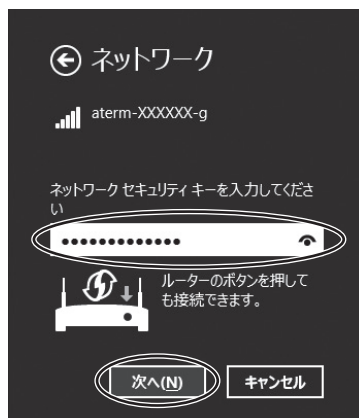 ネットワーク
aterm-XXXXXX-g
ネットワーク セキュリティ キーを入力してくださ
い
●●●●●●●●●●●●●
ルーターのボタンを押して
も接続できます。
次へ(N)
キャンセル